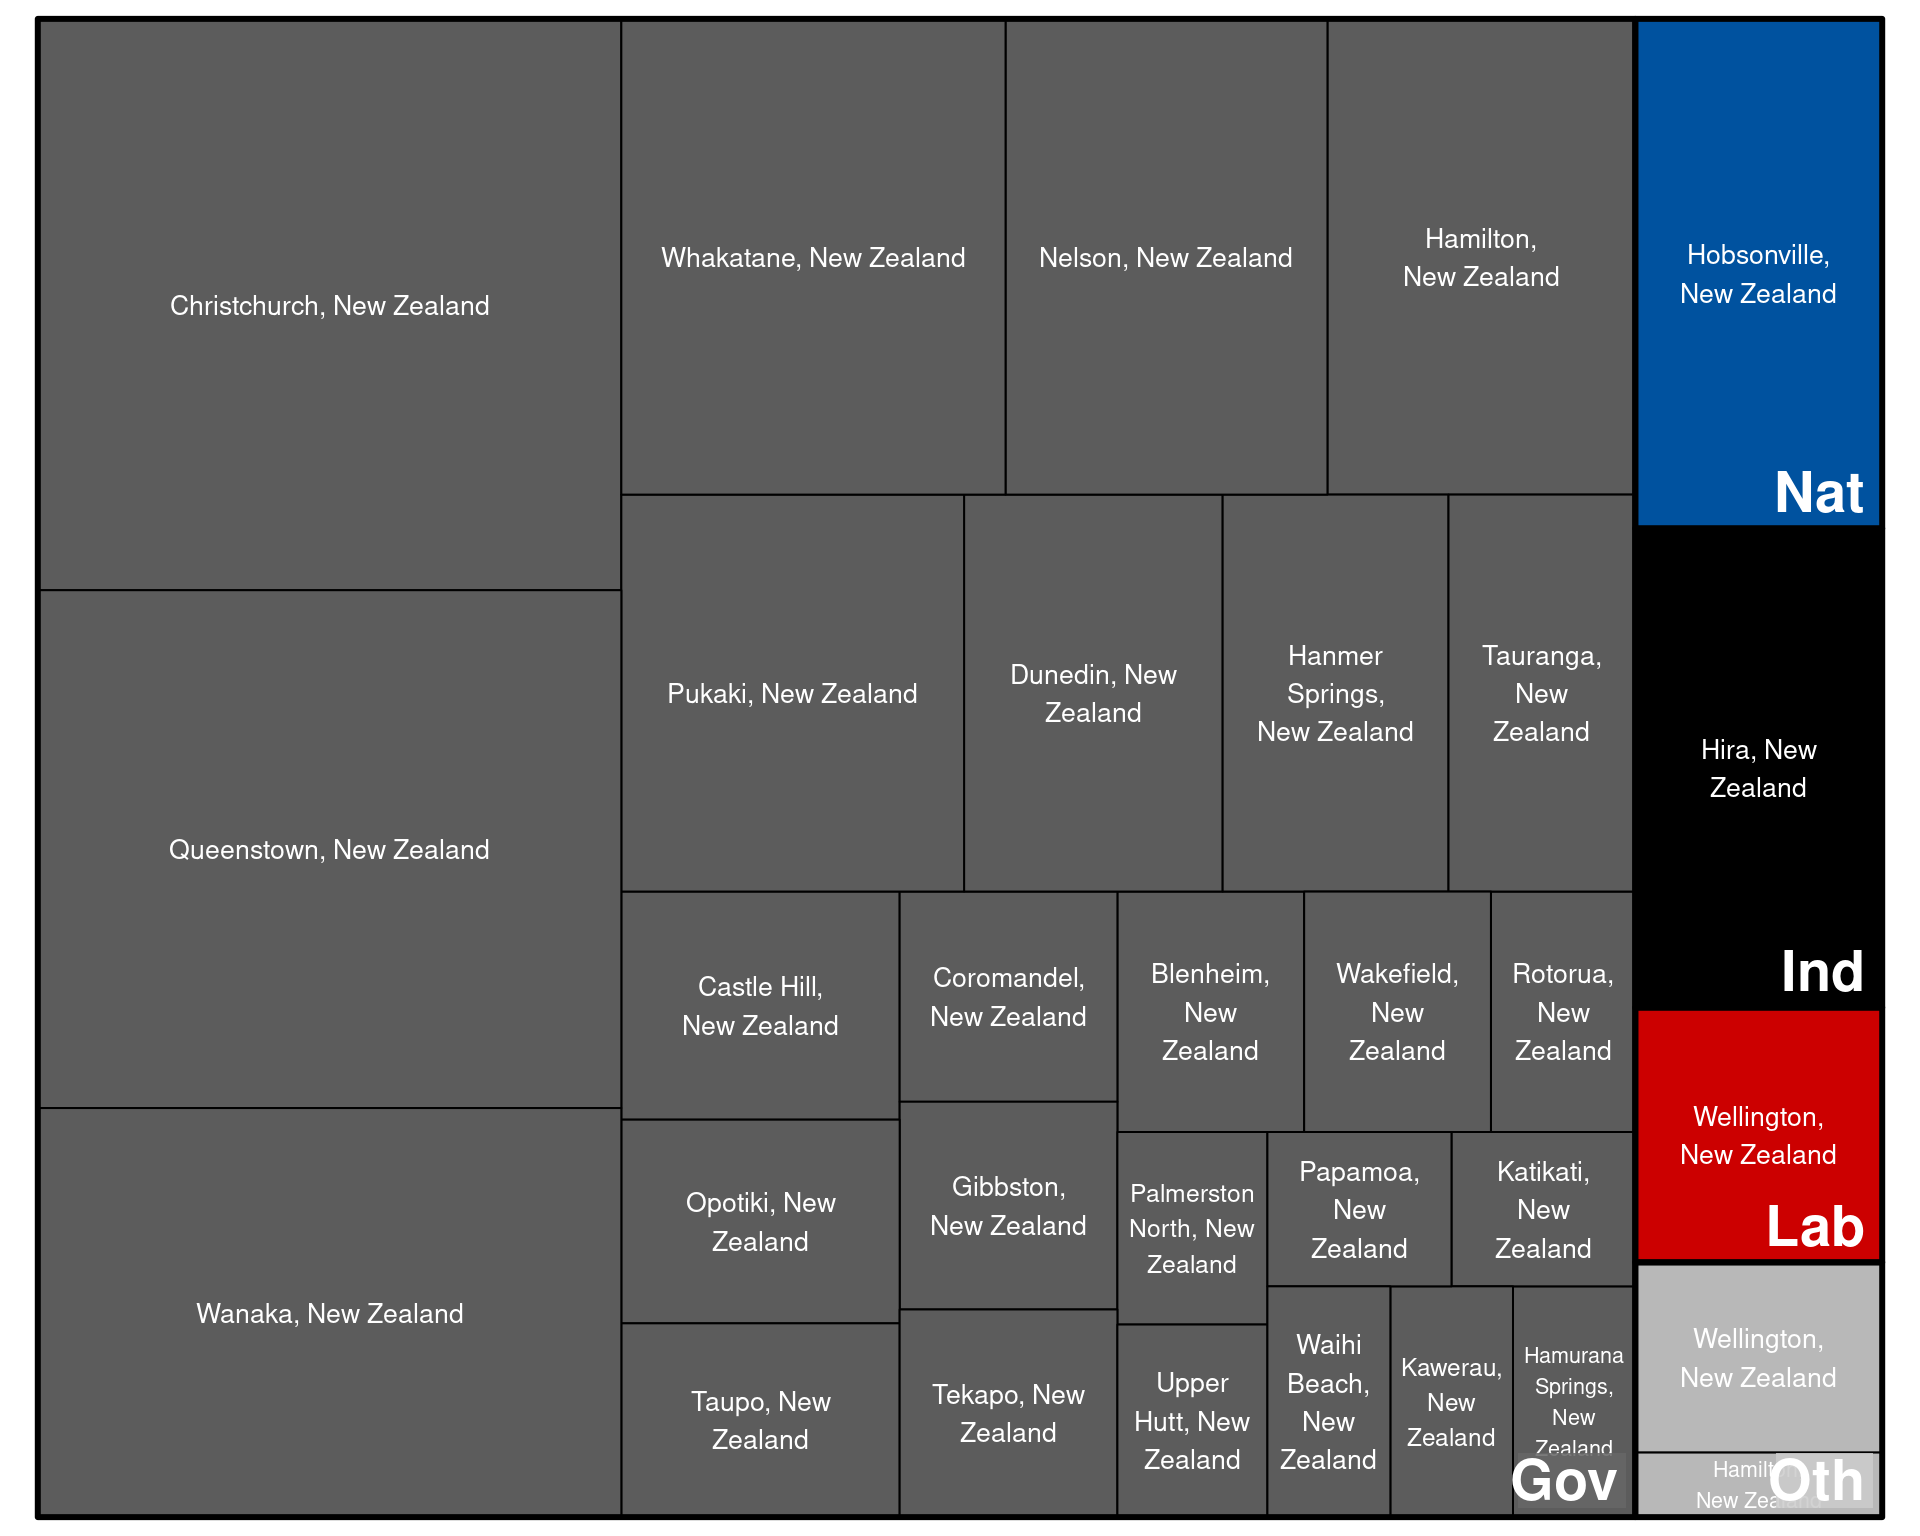 Christchurch, New Zealand
Queenstown, New Zealand
Wanaka, New Zealand
Whakatane, New Zealand
Nelson, New Zealand
Hamilton,
New Zealand
Pukaki, New Zealand
Dunedin, New
Zealand
Hanmer
Springs,
New Zealand
Tauranga,
New
Zealand
Castle Hill,
New Zealand
Opotiki, New
Zealand
Taupo, New
Zealand
Coromandel,
New Zealand
Gibbston,
New Zealand
Tekapo, New
Zealand
Blenheim,
New
Zealand
Wakefield,
New
Zealand
Rotorua,
New
Zealand
Palmerston
North, New
Zealand
Upper
Hutt, New
Zealand
Papamoa,
New
Zealand
Katikati,
New
Zealand
Waihi
Beach,
New
Zealand
Kawerau,
New
Zealand
Hamurana
Springs,
New
Zealand
Gov
Hobsonville,
New Zealand
Nat
Hira, New
Zealand
Ind
Wellington,
New Zealand
Lab
Wellington,
New Zealand
Hamilton,
New Zealand
Oth